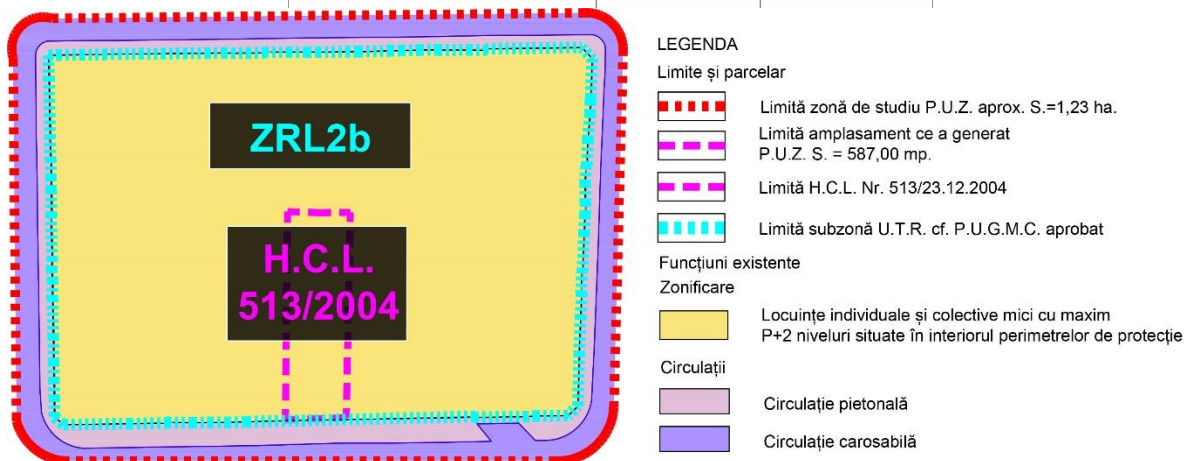 ZRL2b
H.C.L.
513/2004
LEGENDA
Limite și parcelar
Limită zonă de studiu P.U.Z. aprox. S.=1,23 ha.
Limită amplasament ce a generat
P.U.Z. S. = 587,00 mp.
Limită H.C.L. Nr. 513/23.12.2004
Limită subzonă U.T.R. cf. P.U.G.M.C. aprobat
Funcțiuni existente
Zonificare
Locuințe individuale și colective mici cu maxim
P+2 niveluri situate în interiorul perimetrelor de protecție
Circulații
Circulație pietonală
Circulație carosabilă